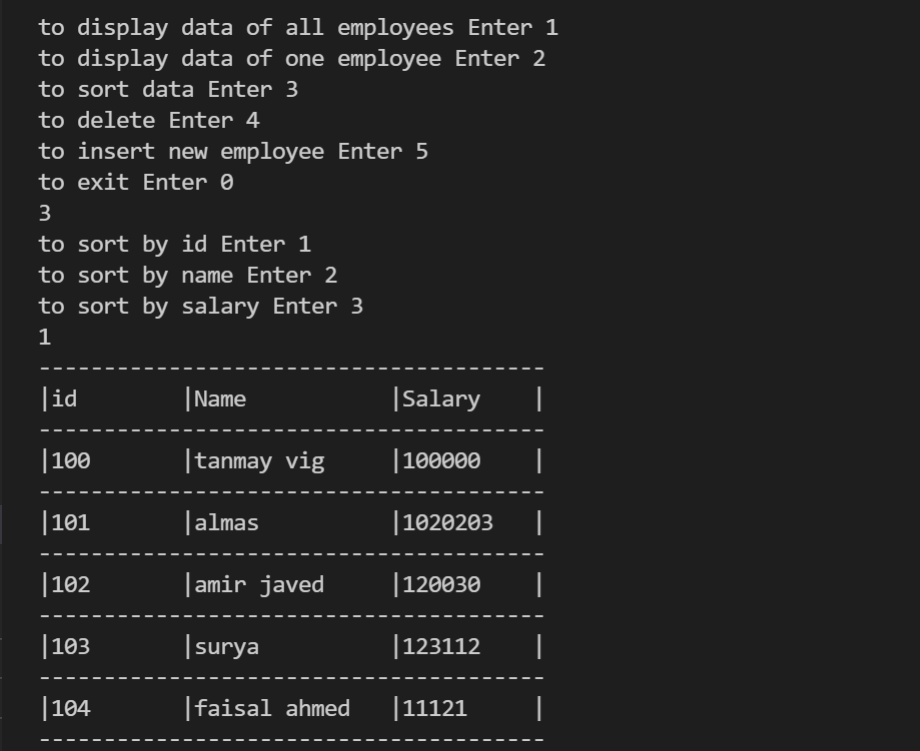 to display data of all employees Enter 1
to display data of one employee Enter 2
to sort data Enter 3
to delete Enter 4
to insert new employee Enter 5
to exit Enter 0
3
to sort by id Enter 1
to sort by name Enter 2
to sort by salary Enter 3
1
---------------------------------------
|id        |Name           |Salary    |
---------------------------------------
|100       |tanmay vig     |100000    |
---------------------------------------
|101       |almas          |1020203   |
---------------------------------------
|102       |amir javed     |120030    |
---------------------------------------
|103       |surya          |123112    |
---------------------------------------
|104       |faisal ahmed   |11121     |
---------------------------------------